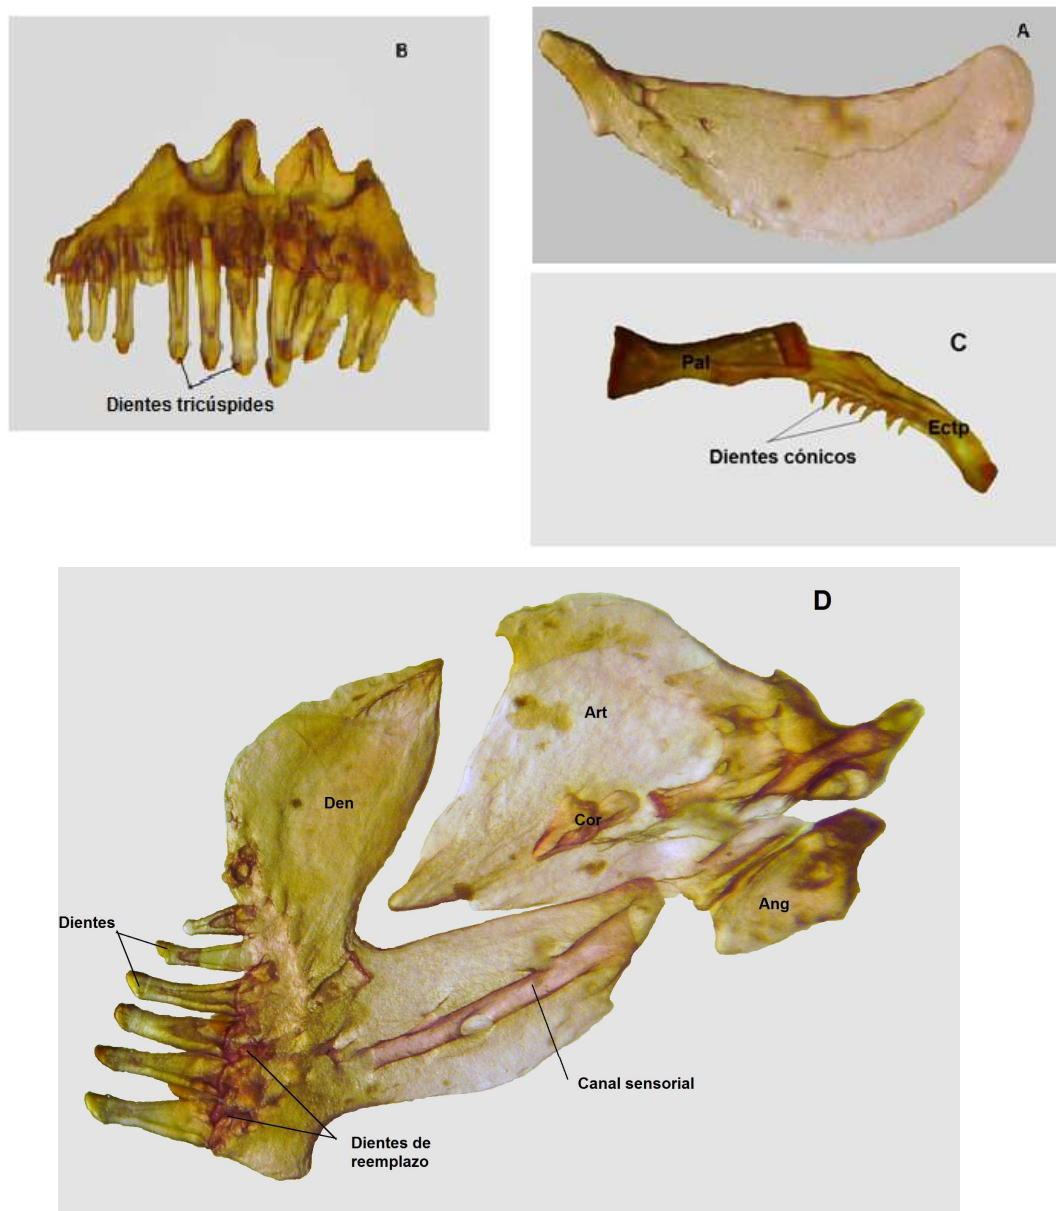 B
Dientes tricúspides
A
C
Pal
Ectp
Dientes cónicos
D
Art
Den
Cor
Ang
Dientes
Canal sensorial
Dientes de
reemplazo